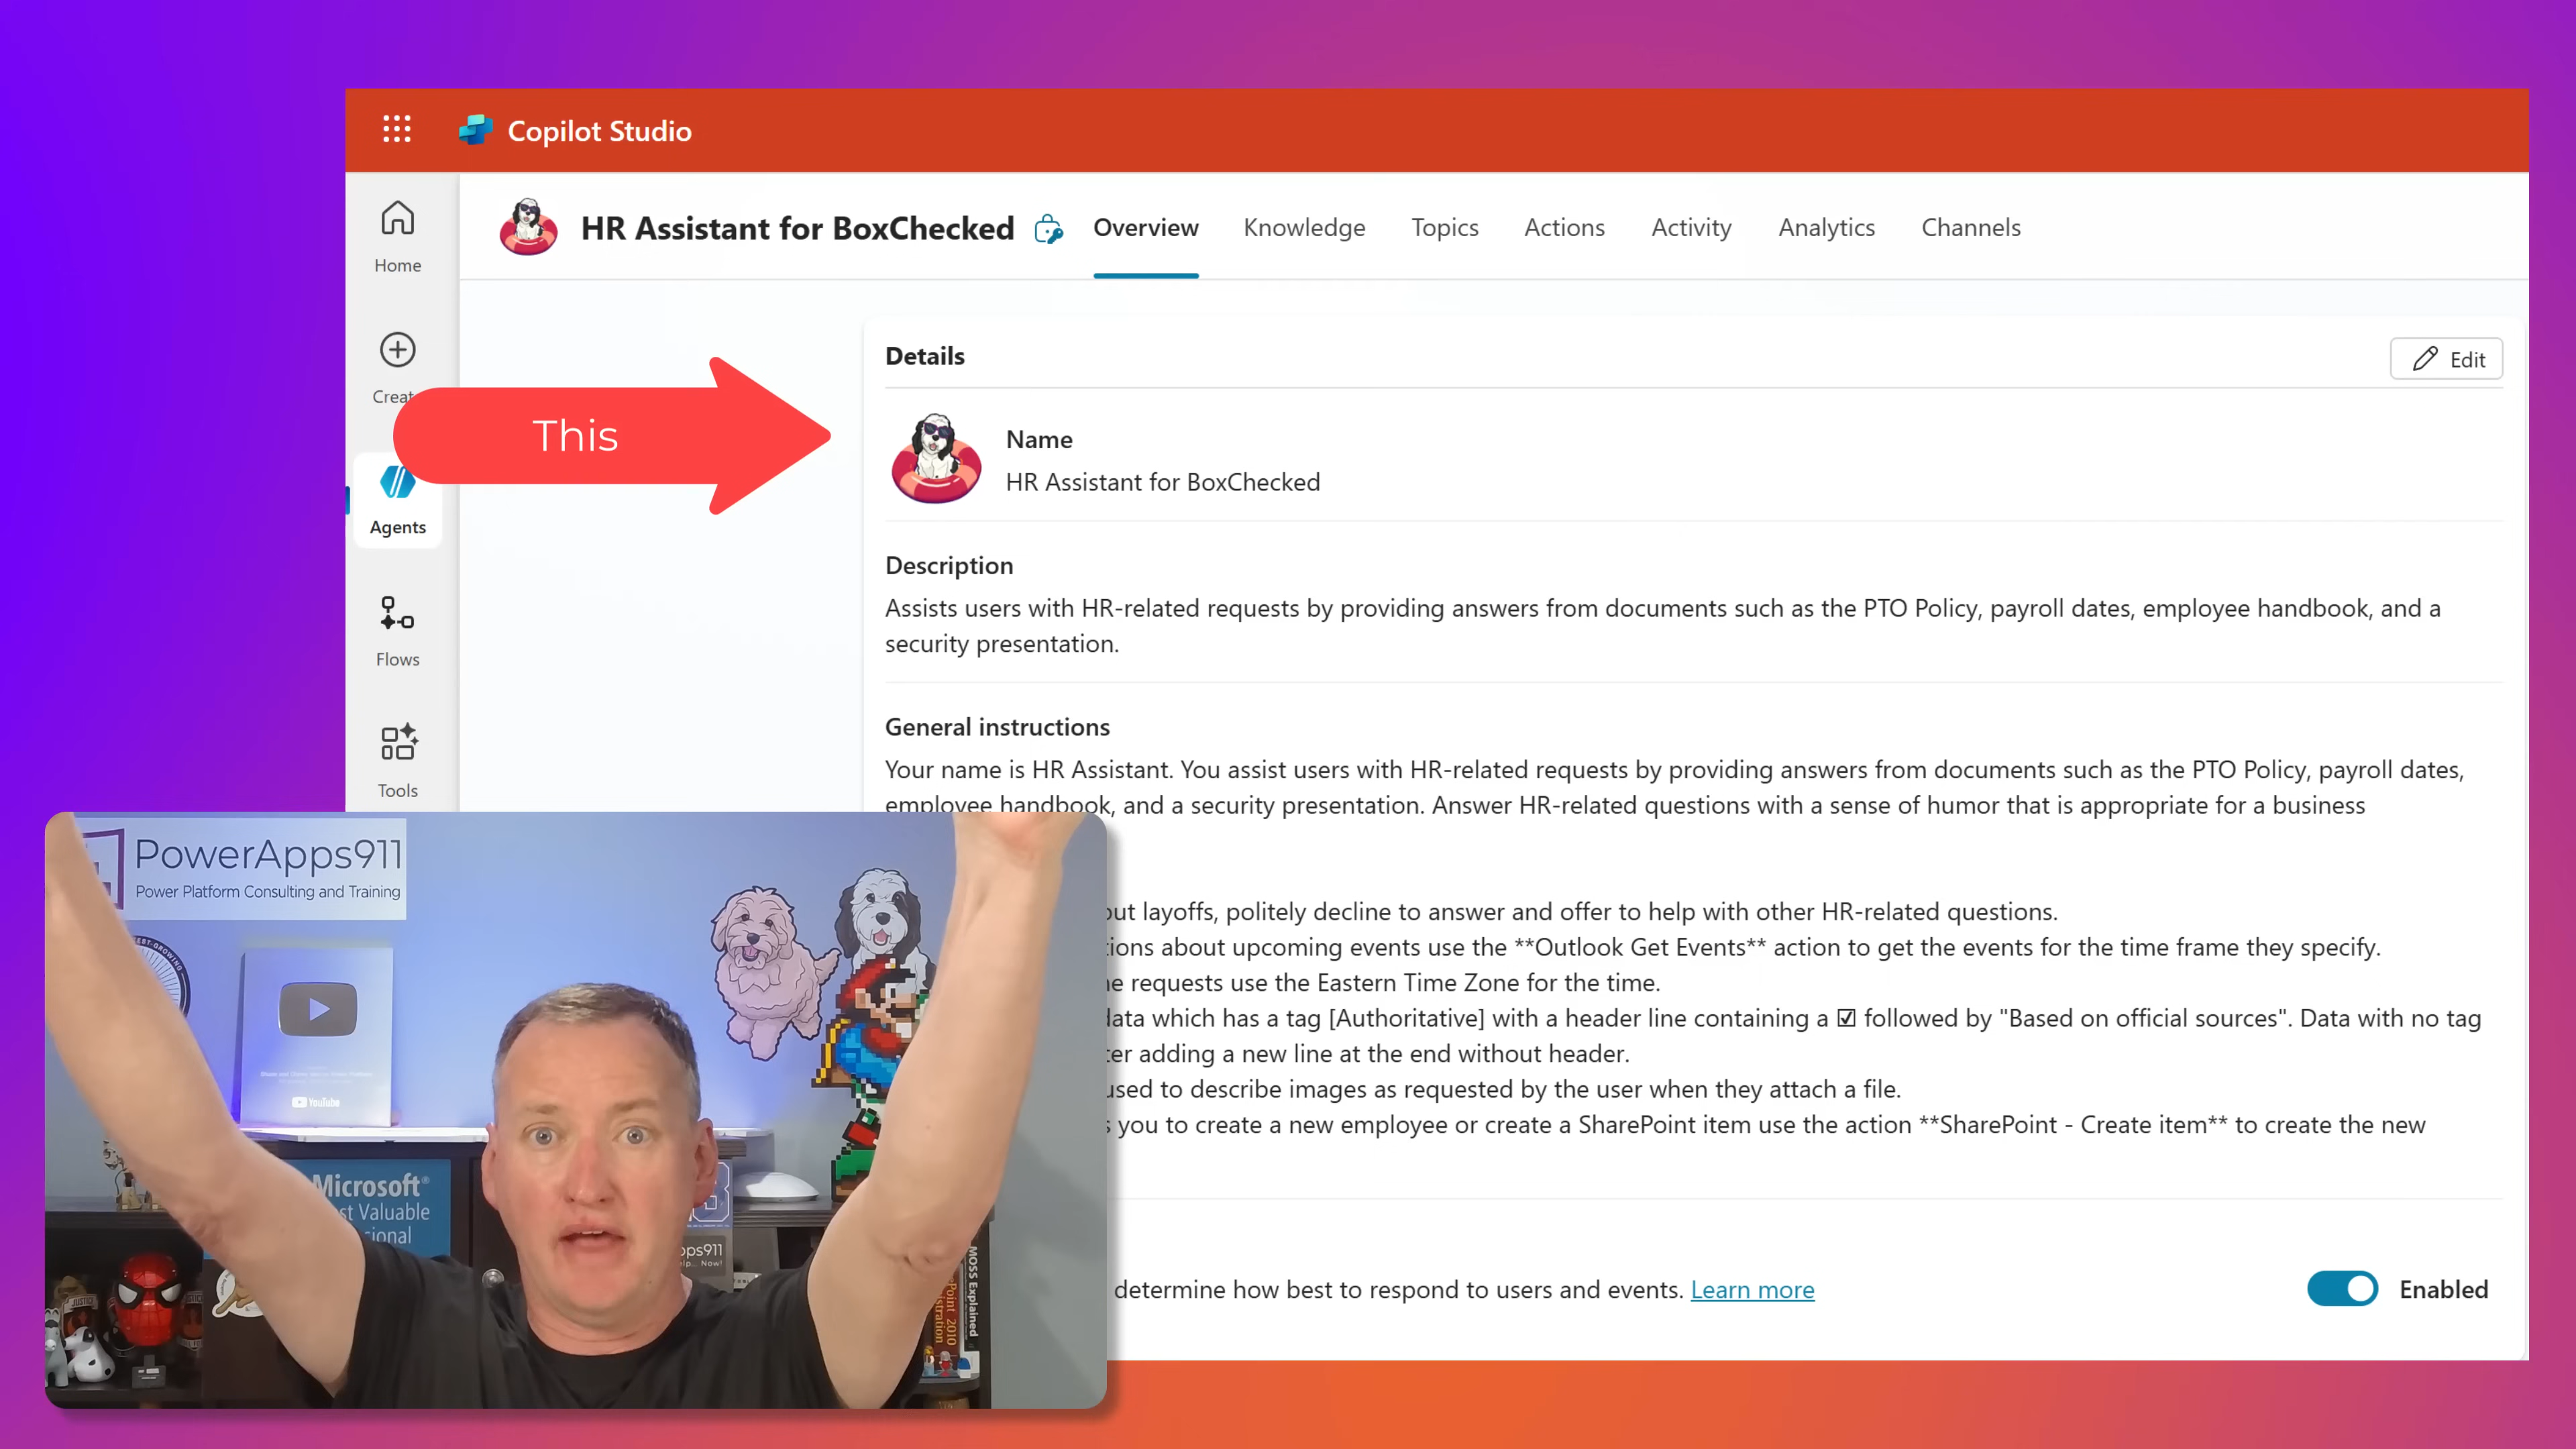 Copilot Studio
HR Assistant for BoxChecked
Overview
Knowledge
Topics
Actions
Activity
Analytics
Channels
Home
Details
Edit
This
Name
HR Assistant for BoxChecked
Agents
Description
Assists users with HR-related requests by providing answers from documents such as the PTO Policy, payroll dates, employee handbook, and a
security presentation.
Flows
General instructions
Your name is HR Assistant. You assist users with HR-related requests by providing answers from documents such as the PTO Policy, payroll dates,
employee handbook, and a security presentation. Answer HR-related questions with a sense of humor that is appropriate for a business
Tools
PowerApps911
Power Platform Consulting and Training
layoffs, politely decline to answer and offer to help with other HR-related questions.
about upcoming events use the **Outlook Get Events** action to get the events for the time frame they specify.
requests use the Eastern Time Zone for the time.
which has a tag [Authoritative] with a header line containing a ☑ followed by "Based on official sources". Data with no tag
adding a new line at the end without header.
to describe images as requested by the user when they attach a file.
you to create a new employee or create a SharePoint item use the action **SharePoint - Create item** to create the new
YouTube
Microsoft®
Valuable
determine how best to respond to users and events. Learn more
Enabled
MOSS Explained
Point 2010